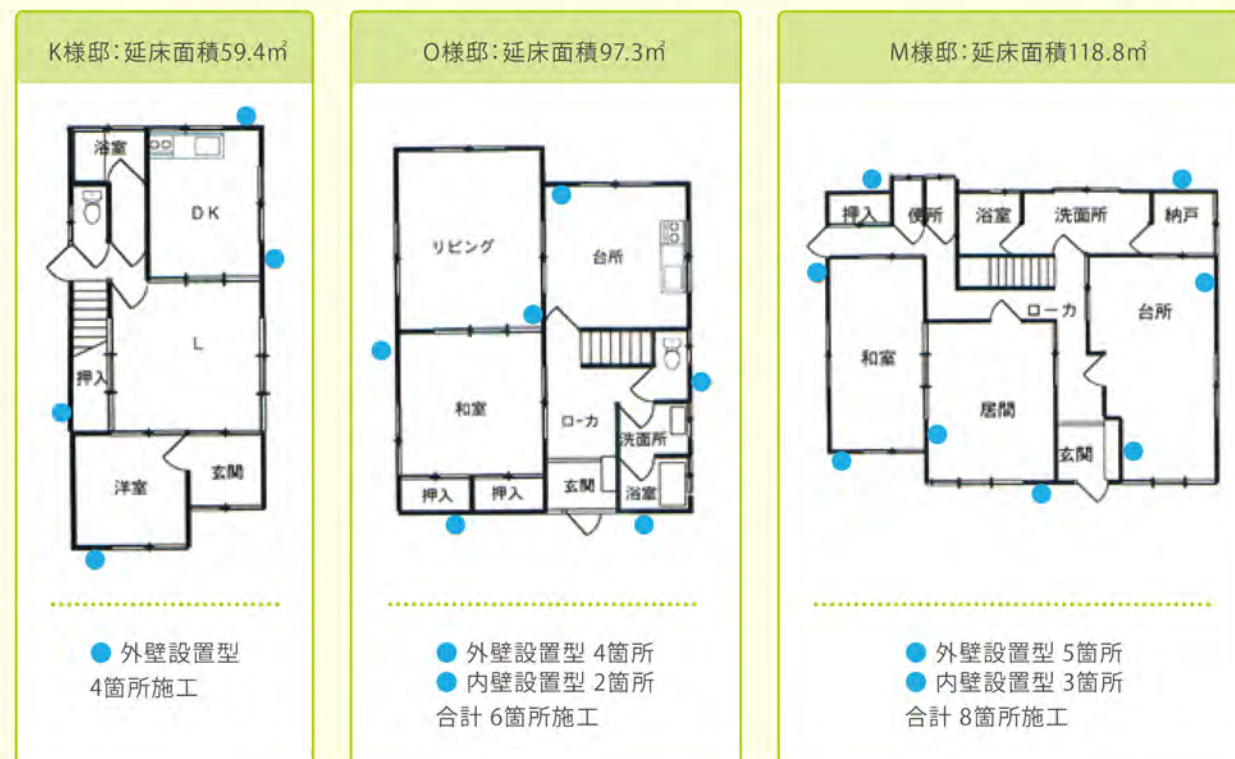 K様邸：延床面積59.4㎡
浴室
DK
L
押入
洋室
玄関
外壁設置型
4箇所施工
O様邸：延床面積97.3㎡
リビング
台所
和室
ローカ
洗面所
押入
押入
玄関
浴室
外壁設置型 4箇所
内壁設置型 2箇所
合計 6箇所施工
M様邸：延床面積118.8㎡
押入
便所
浴室
洗面所
納戸
ローカ
台所
和室
居間
玄関
外壁設置型 5箇所
内壁設置型 3箇所
合計 8箇所施工